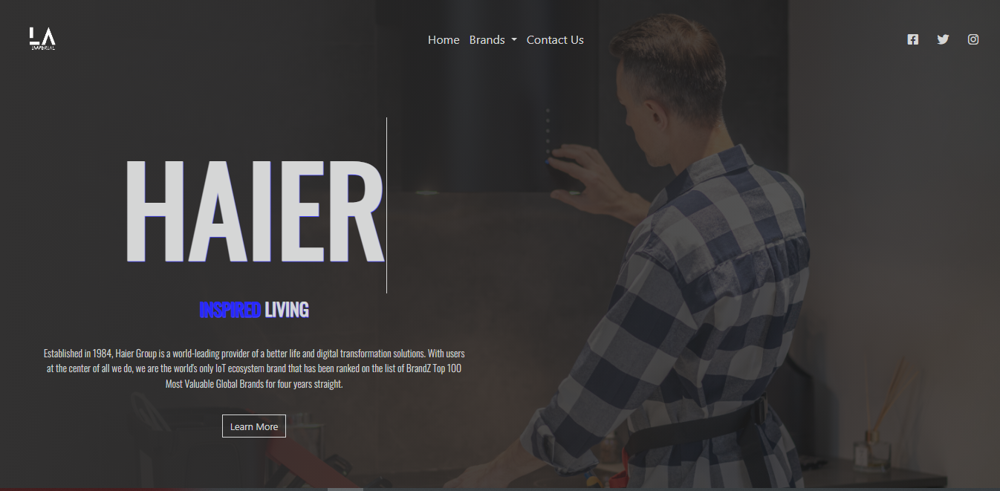 LA
IMPERIAL
Home Brands Contact Us
HAIER
INSPIRED LIVING
Established in 1984, Haier Group is a world-leading provider of a better life and digital transformation solutions. With users
at the center of all we do, we are the world's only IoT ecosystem brand that has been ranked on the list of BrandZ Top 100
Most Valuable Global Brands for four years straight.
Learn More